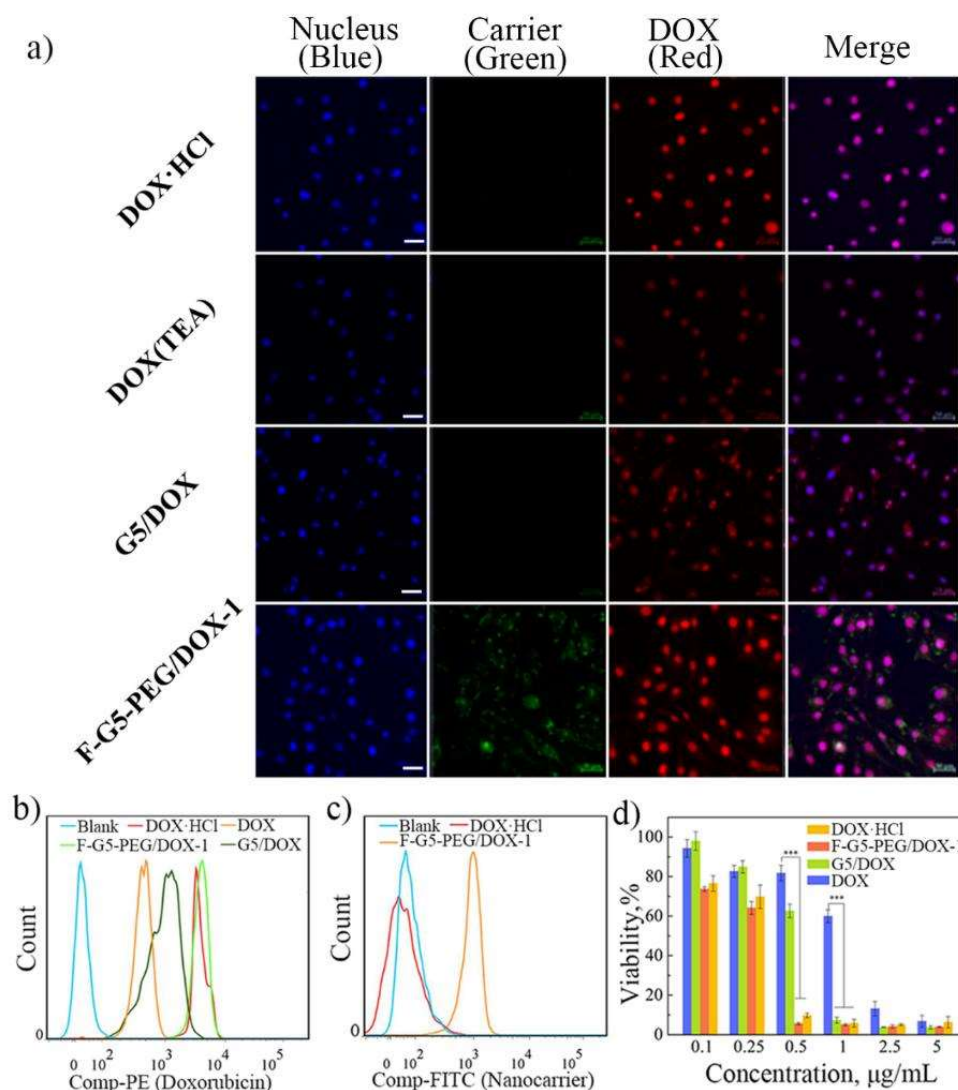 a)
Nucleus Carrier DOX Merge
(Blue) (Green) (Red)
DOX·HCl
DOX(TEA)
G5/DOX
F-G5-PEG/DOX-1
b)
Blank DOX·HCl DOX
F-G5-PEG/DOX-1 G5/DOX
Count
0
0 10² 10³ 10⁴ 10⁵
Comp-PE (Doxorubicin)
c)
Blank DOX·HCl
F-G5-PEG/DOX-1
Count
0
0 10² 10³ 10⁴ 10⁵
Comp-FITC (Nanocarrier)
d)
DOX·HCl
F-G5-PEG/DOX-1
G5/DOX
DOX
***
***
Viability,%
100
80
60
40
20
0
0.1 0.25 0.5 1 2.5 5
Concentration, μg/mL